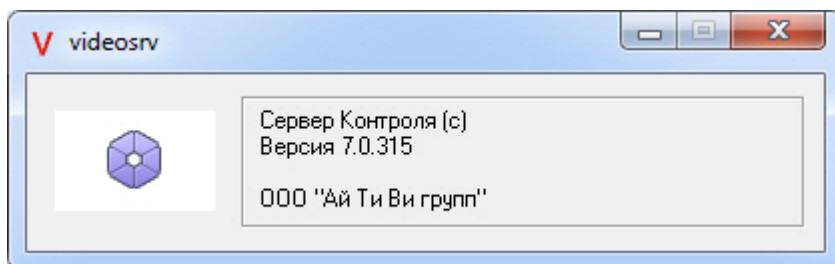 V videosrv
Сервер Контроля (с)
Версия 7.0.315
ООО "Ай Ти Ви групп"